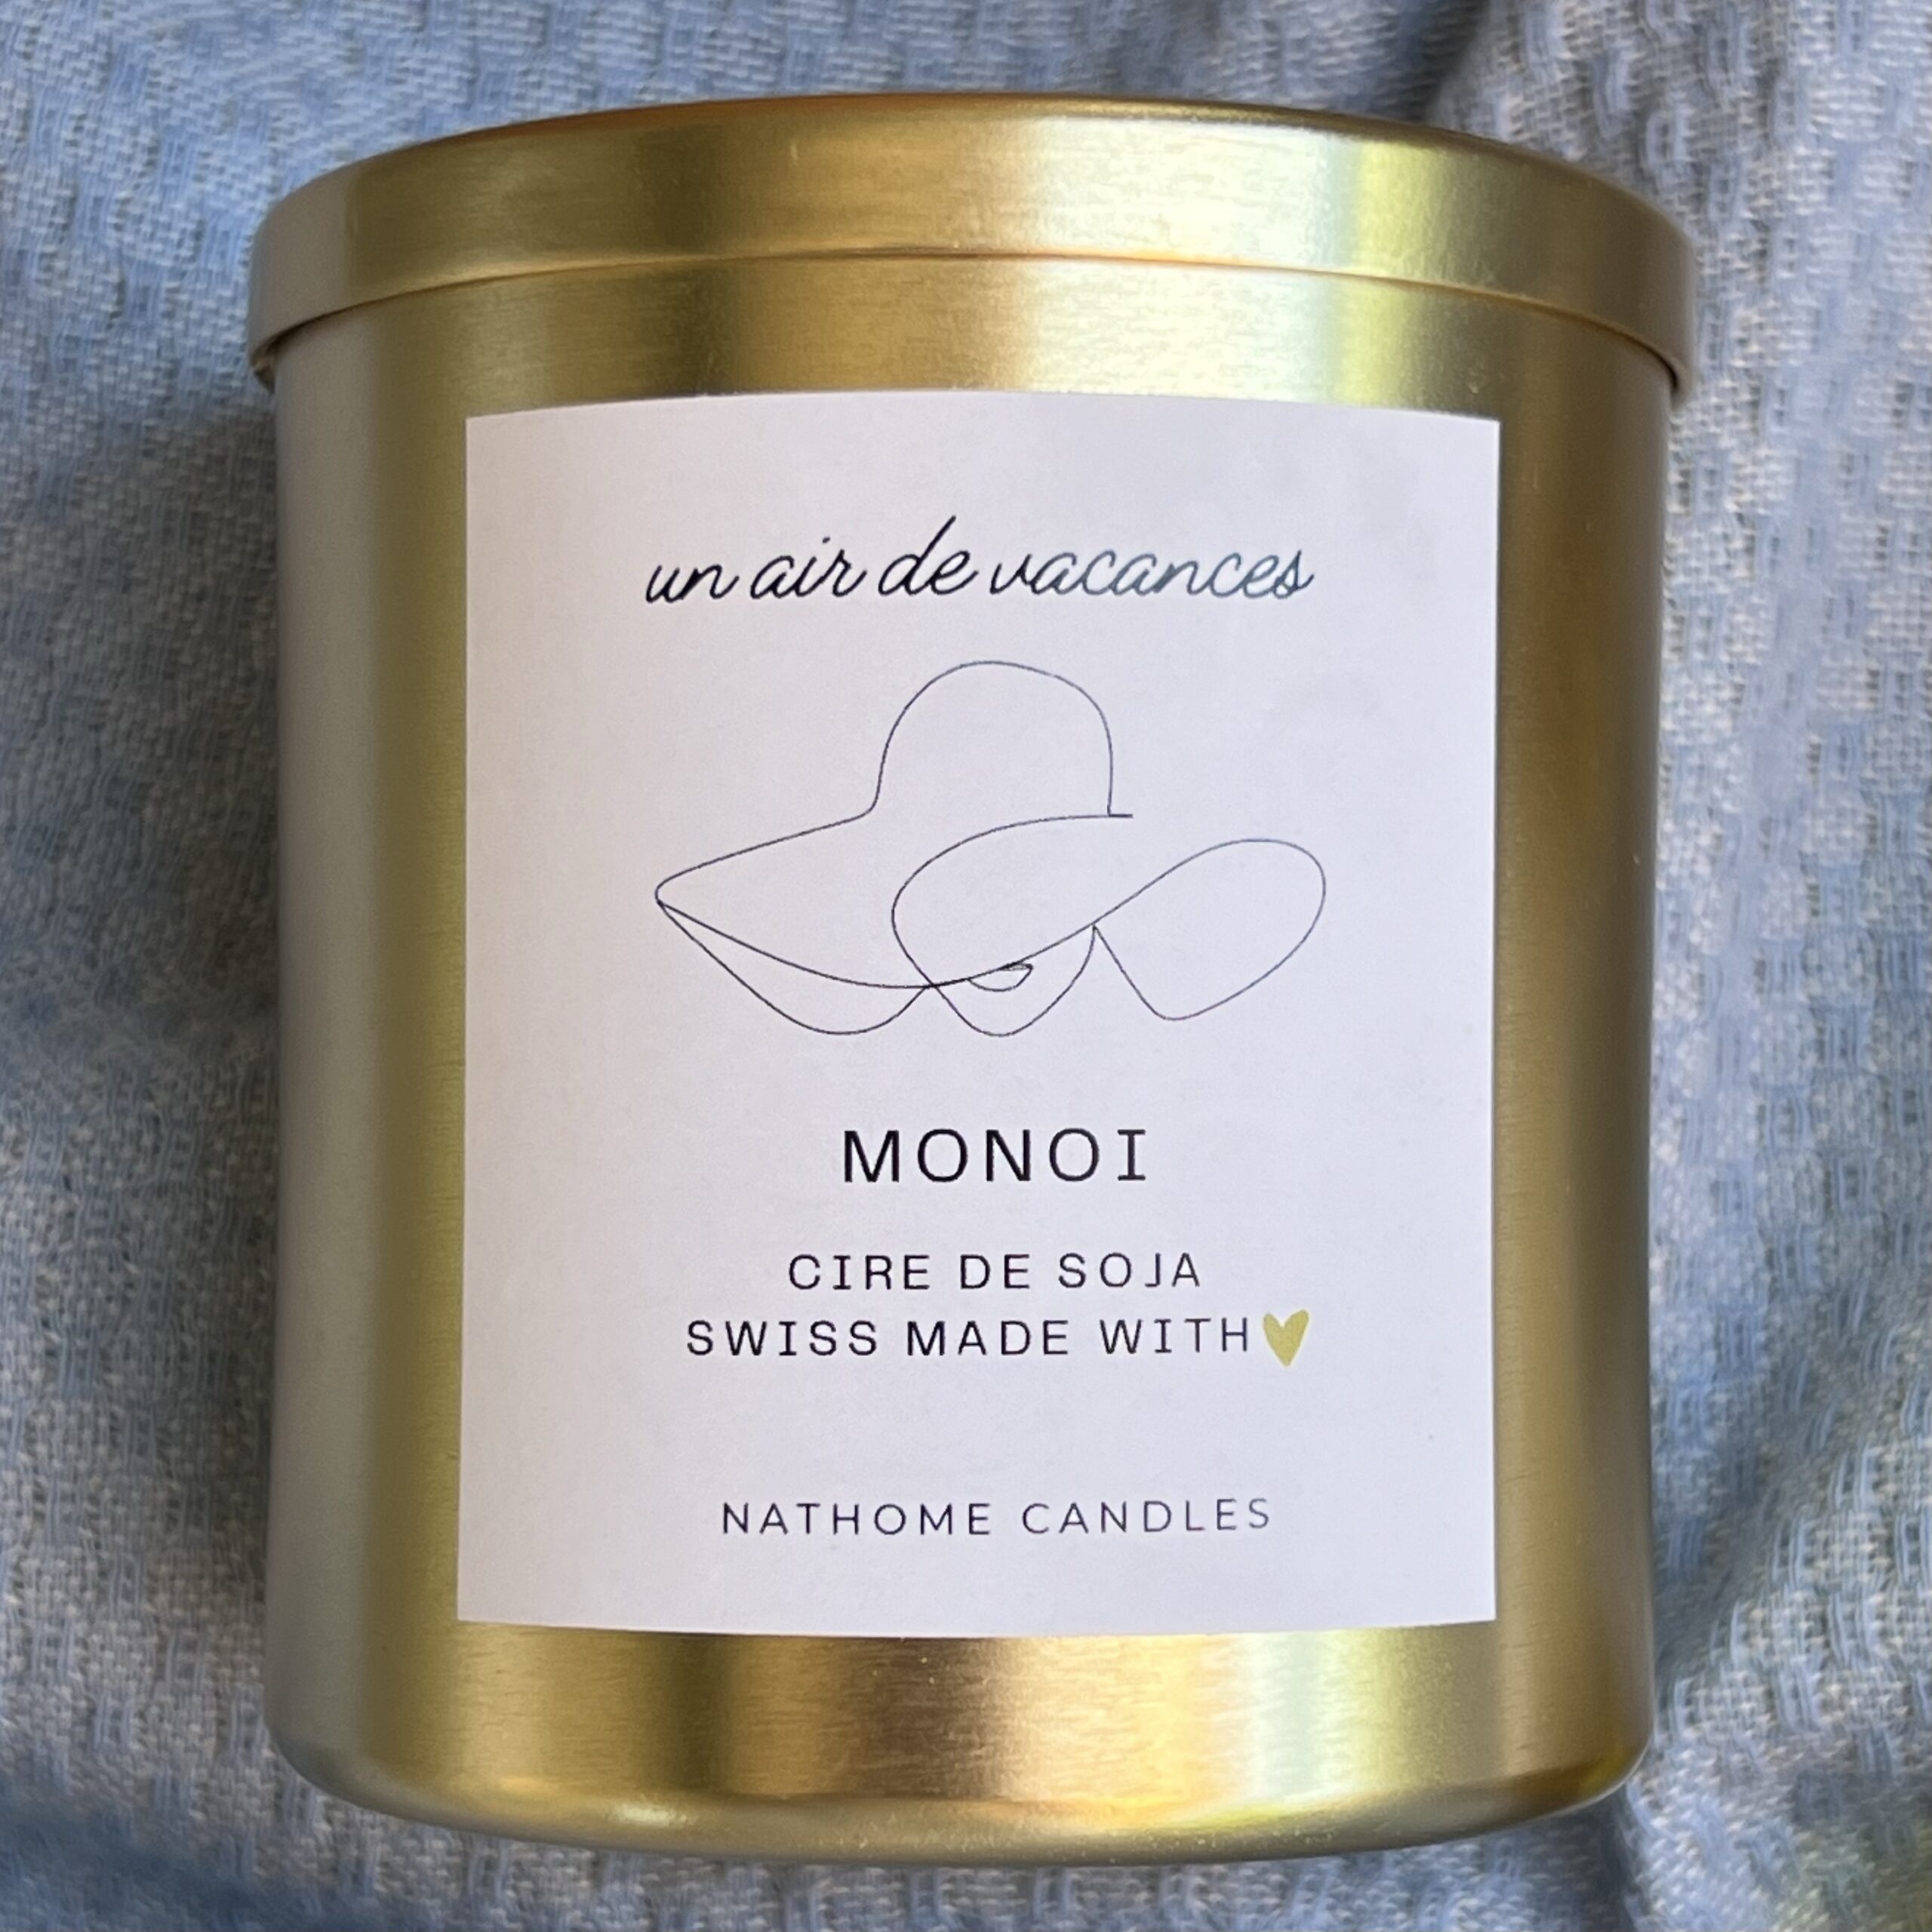 un air de vacances
MONOI
CIRE DE SOJA
SWISS MADE WITH
NATHOME CANDLES